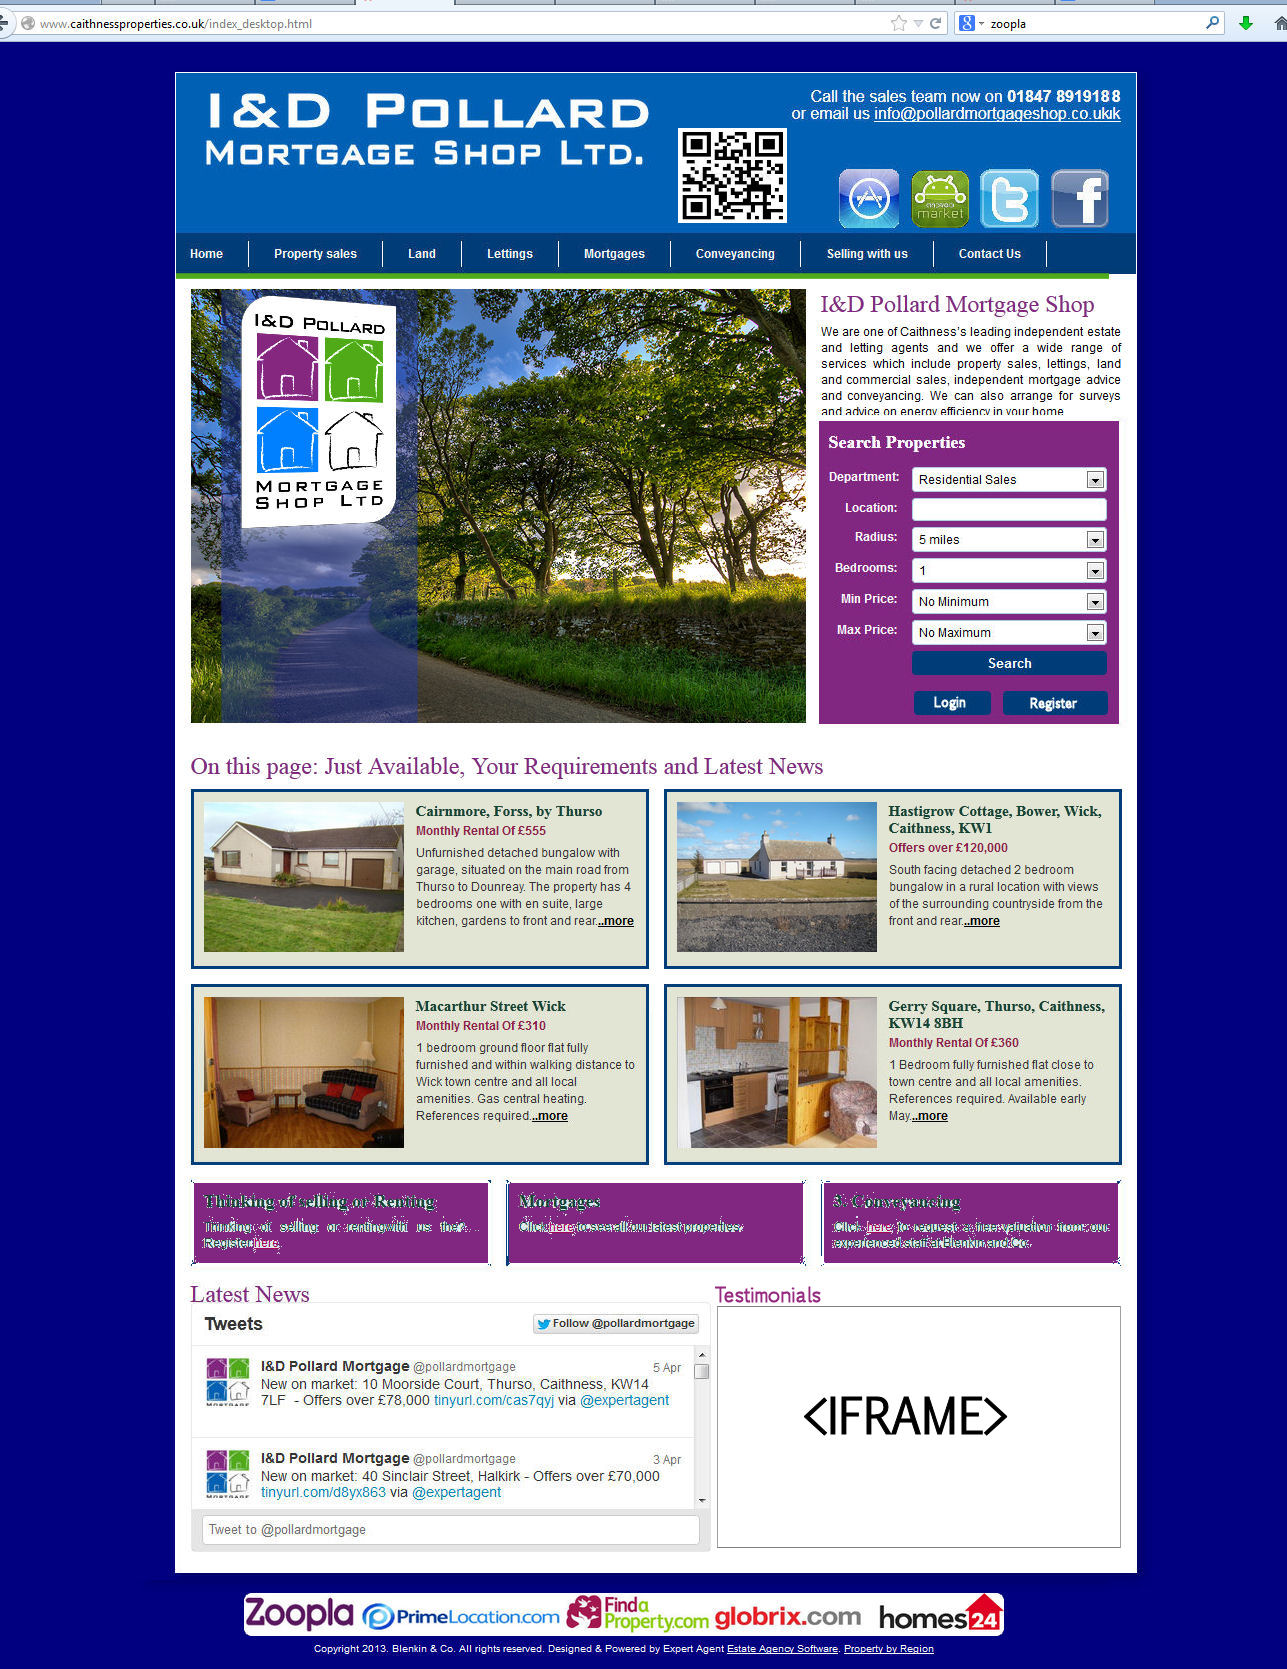 www.caithnessproperties.co.uk/index_desktop.html
zoopla
I&D POLLARD
MORTGAGE SHOP LTD.
Call the sales team now on 01847 8919188
or email us info@pollardmortgageshop.co.ukik
ANDROID
market
Home
Property sales
Land
Lettings
Mortgages
Conveyancing
Selling with us
Contact Us
I&D POLLARD
MORTGAGE
SHOP LTD
I&D Pollard Mortgage Shop
We are one of Caithness's leading independent estate
and letting agents and we offer a wide range of
services which include property sales, lettings, land
and commercial sales, independent mortgage advice
and conveyancing. We can also arrange for surveys
and advice on energy efficiency in your home
Search Properties
Department: Residential Sales
Location:
Radius: 5 miles
Bedrooms: 1
Min Price: No Minimum
Max Price: No Maximum
Search
Login
Register
On this page: Just Available, Your Requirements and Latest News
Cairnmore, Forss, by Thurso
Monthly Rental Of £555
Unfurnished detached bungalow with
garage, situated on the main road from
Thurso to Dounreay. The property has 4
bedrooms one with en suite, large
kitchen, gardens to front and rear...more
Hastigrow Cottage, Bower, Wick,
Caithness, KW1
Offers over £120,000
South facing detached 2 bedroom
bungalow in a rural location with views
of the surrounding countryside from the
front and rear...more
Macarthur Street Wick
Monthly Rental Of £310
1 bedroom ground floor flat fully
furnished and within walking distance to
Wick town centre and all local
amenities. Gas central heating.
References required...more
Gerry Square, Thurso, Caithness,
KW14 8BH
Monthly Rental Of £360
1 Bedroom fully furnished flat close to
town centre and all local amenities.
References required. Available early
May...more
Thinking of selling or Renting
Thinking of selling or renting with us
Register here
Mortgages
Click here to see all our latest properties
Conveyancing
Click here to request a free valuation from our
experienced staff at Blenkin and Co.
Latest News
Testimonials
Tweets
Follow @pollardmortgage
I&D Pollard Mortgage @pollardmortgage 5 Apr
New on market: 10 Moorside Court, Thurso, Caithness, KW14
7LF - Offers over £78,000 tinyurl.com/cas7qyj via @expertagent
I&D Pollard Mortgage @pollardmortgage 3 Apr
New on market: 40 Sinclair Street, Halkirk - Offers over £70,000
tinyurl.com/d8yx863 via @expertagent
Tweet to @pollardmortgage
<IFRAME>
Zoopla
PrimeLocation.com
Find a
Property.com
globrix.com
homes24
Copyright 2013. Blenkin & Co. All rights reserved. Designed & Powered by Expert Agent Estate Agency Software. Property by Region